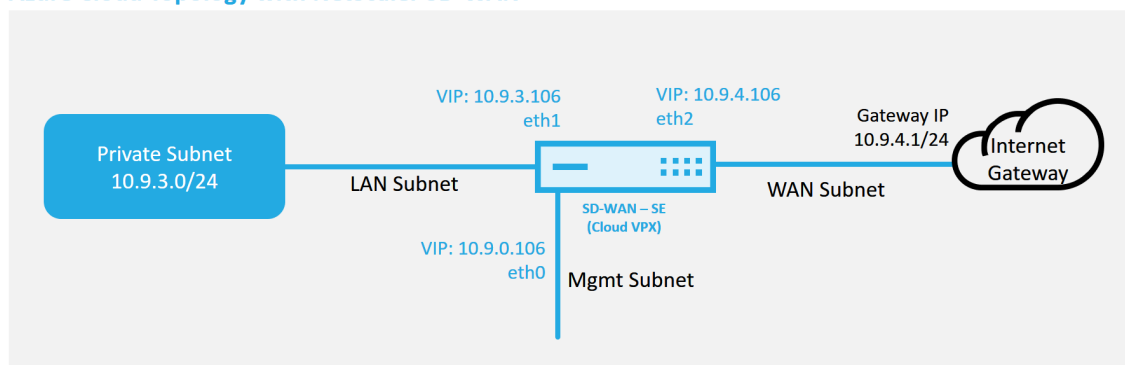 VIP: 10.9.3.106
eth1
VIP: 10.9.4.106
eth2
Gateway IP
10.9.4.1/24
Internet
Gateway
Private Subnet
10.9.3.0/24
LAN Subnet
WAN Subnet
SD-WAN – SE
(Cloud VPX)
VIP: 10.9.0.106
eth0
Mgmt Subnet